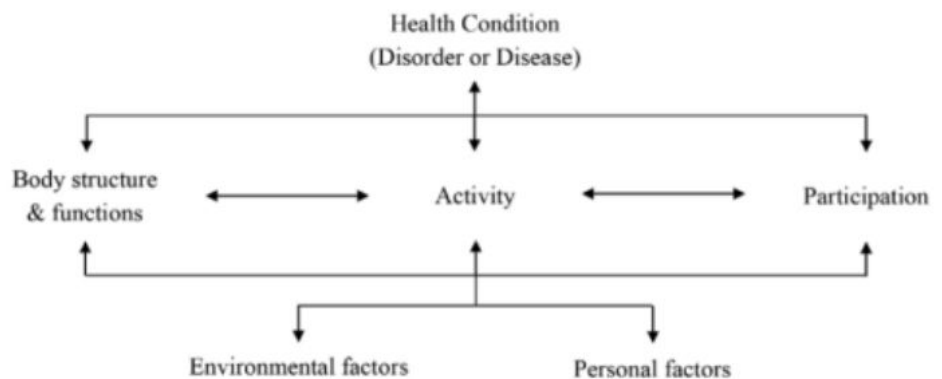 Health Condition
(Disorder or Disease)
Body structure
& functions
Activity
Participation
Environmental factors
Personal factors